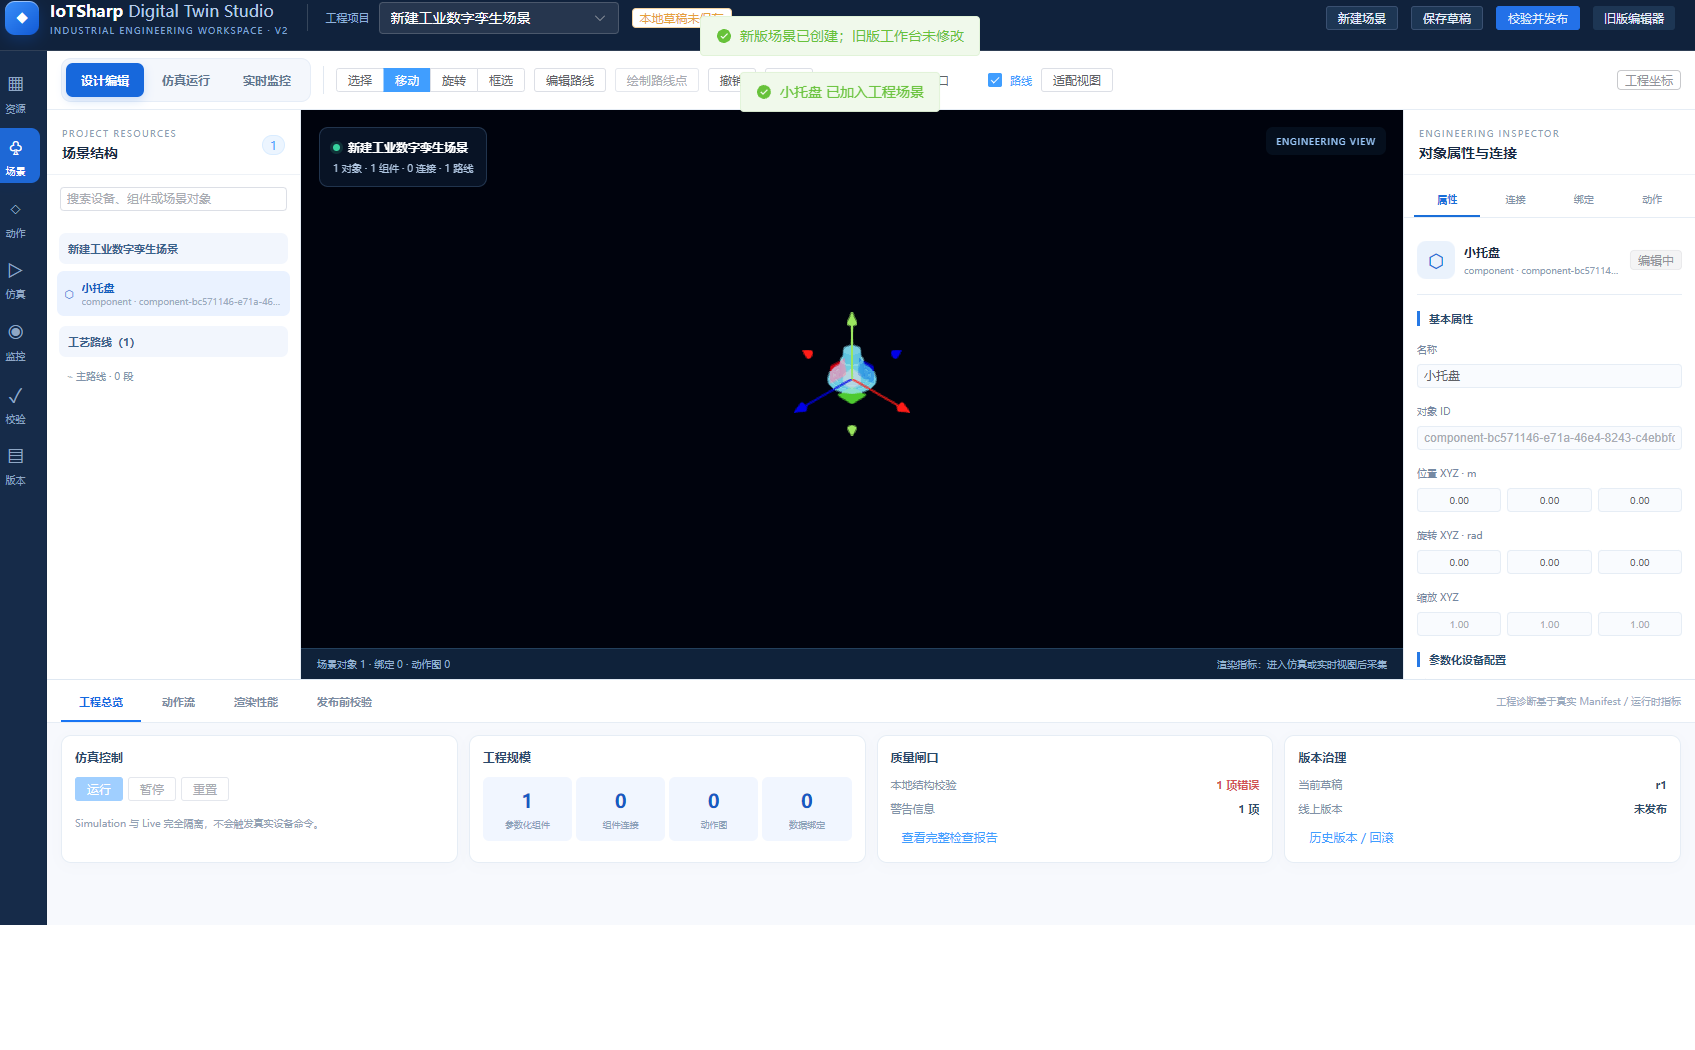 IoTSharp Digital Twin Studio
INDUSTRIAL ENGINEERING WORKSPACE · V2
工程项目
新建工业数字孪生场景
本地草稿未保存
新建场景
保存草稿
校验并发布
旧版编辑器
新版场景已创建；旧版工作台未修改
设计编辑
仿真运行
实时监控
选择
移动
旋转
框选
编辑路线
绘制路线点
撤销
口
路线
适配视图
工程坐标
小托盘 已加入工程场景
资源
场景
动作
仿真
监控
校验
版本
PROJECT RESOURCES
场景结构
1
搜索设备、组件或场景对象
新建工业数字孪生场景
小托盘
component · component-bc571146-e71a-46...
工艺路线（1）
~ 主路线 · 0 段
新建工业数字孪生场景
1 对象 · 1 组件 · 0 连接 · 1 路线
ENGINEERING VIEW
场景对象 1 · 绑定 0 · 动作图 0
渲染指标：进入仿真或实时视图后采集
ENGINEERING INSPECTOR
对象属性与连接
属性
连接
绑定
动作
小托盘
component · component-bc57114...
编辑中
基本属性
名称
小托盘
对象 ID
component-bc571146-e71a-46e4-8243-c4ebbfc
位置 XYZ · m
0.00
0.00
0.00
旋转 XYZ · rad
0.00
0.00
0.00
缩放 XYZ
1.00
1.00
1.00
参数化设备配置
工程总览
动作流
渲染性能
发布前校验
工程诊断基于真实 Manifest / 运行时指标
仿真控制
运行
暂停
重置
Simulation 与 Live 完全隔离，不会触发真实设备命令。
工程规模
1
参数化组件
0
组件连接
0
动作图
0
数据绑定
质量闸口
本地结构校验
1 项错误
警告信息
1 项
查看完整检查报告
版本治理
当前草稿
r1
线上版本
未发布
历史版本 / 回滚